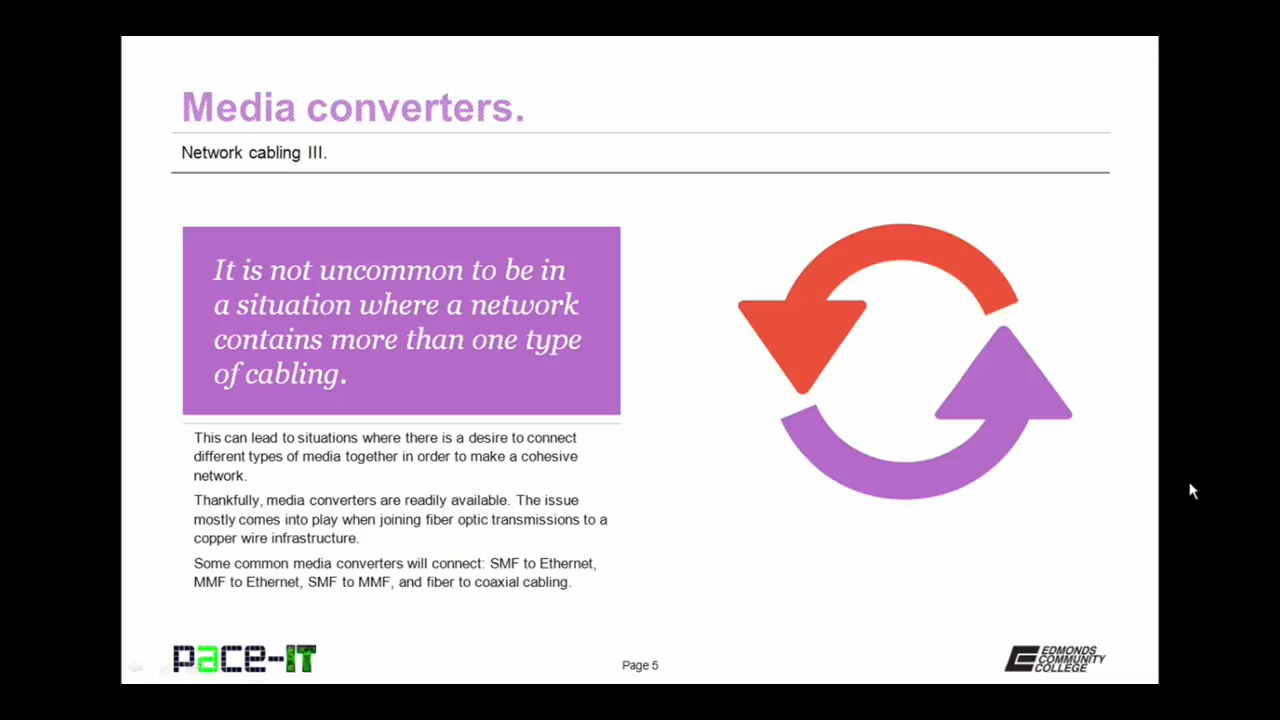 Media converters.
Network cabling III.
It is not uncommon to be in
a situation where a network
contains more than one type
of cabling.
This can lead to situations where there is a desire to connect
different types of media together in order to make a cohesive
network.
Thankfully, media converters are readily available. The issue
mostly comes into play when joining fiber optic transmissions to a
copper wire infrastructure.
Some common media converters will connect: SMF to Ethernet,
MMF to Ethernet, SMF to MMF, and fiber to coaxial cabling.
pace-IT
Page 5
EDMONDS
COMMUNITY
COLLEGE